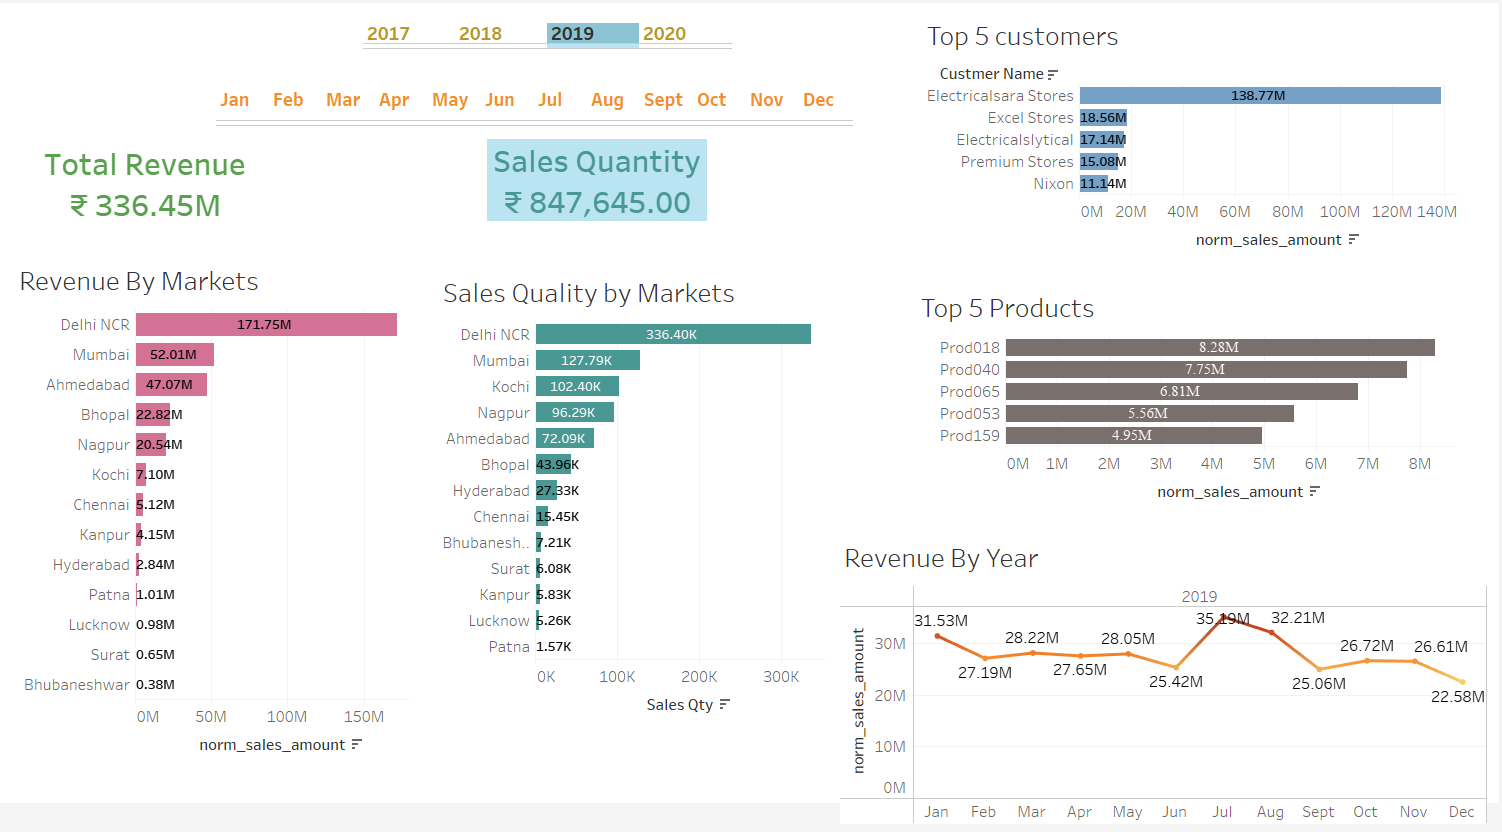 2017 2018 2019 2020
Jan Feb Mar Apr May Jun Jul Aug Sept Oct Nov Dec
Total Revenue
₹ 336.45M
Sales Quantity
₹ 847,645.00
Top 5 customers
Custmer Name
Electricalsara Stores 138.77M
Excel Stores 18.56M
Electricalslytical 17.14M
Premium Stores 15.08M
Nixon 11.14M
0M 20M 40M 60M 80M 100M 120M 140M
norm_sales_amount
Revenue By Markets
Delhi NCR 171.75M
Mumbai 52.01M
Ahmedabad 47.07M
Bhopal 22.82M
Nagpur 20.54M
Kochi 7.10M
Chennai 5.12M
Kanpur 4.15M
Hyderabad 2.84M
Patna 1.01M
Lucknow 0.98M
Surat 0.65M
Bhubaneshwar 0.38M
0M 50M 100M 150M
norm_sales_amount
Sales Quality by Markets
Delhi NCR 336.40K
Mumbai 127.79K
Kochi 102.40K
Nagpur 96.29K
Ahmedabad 72.09K
Bhopal 43.96K
Hyderabad 27.33K
Chennai 15.45K
Bhubanesh.. 7.21K
Surat 6.08K
Kanpur 5.83K
Lucknow 5.26K
Patna 1.57K
0K 100K 200K 300K
Sales Qty
Top 5 Products
Prod018 8.28M
Prod040 7.75M
Prod065 6.81M
Prod053 5.56M
Prod159 4.95M
0M 1M 2M 3M 4M 5M 6M 7M 8M
norm_sales_amount
Revenue By Year
2019
norm_sales_amount
30M
20M
10M
0M
31.53M 27.19M 28.22M 27.65M 28.05M 25.42M 35.19M 32.21M 25.06M 26.72M 26.61M 22.58M
Jan Feb Mar Apr May Jun Jul Aug Sept Oct Nov Dec